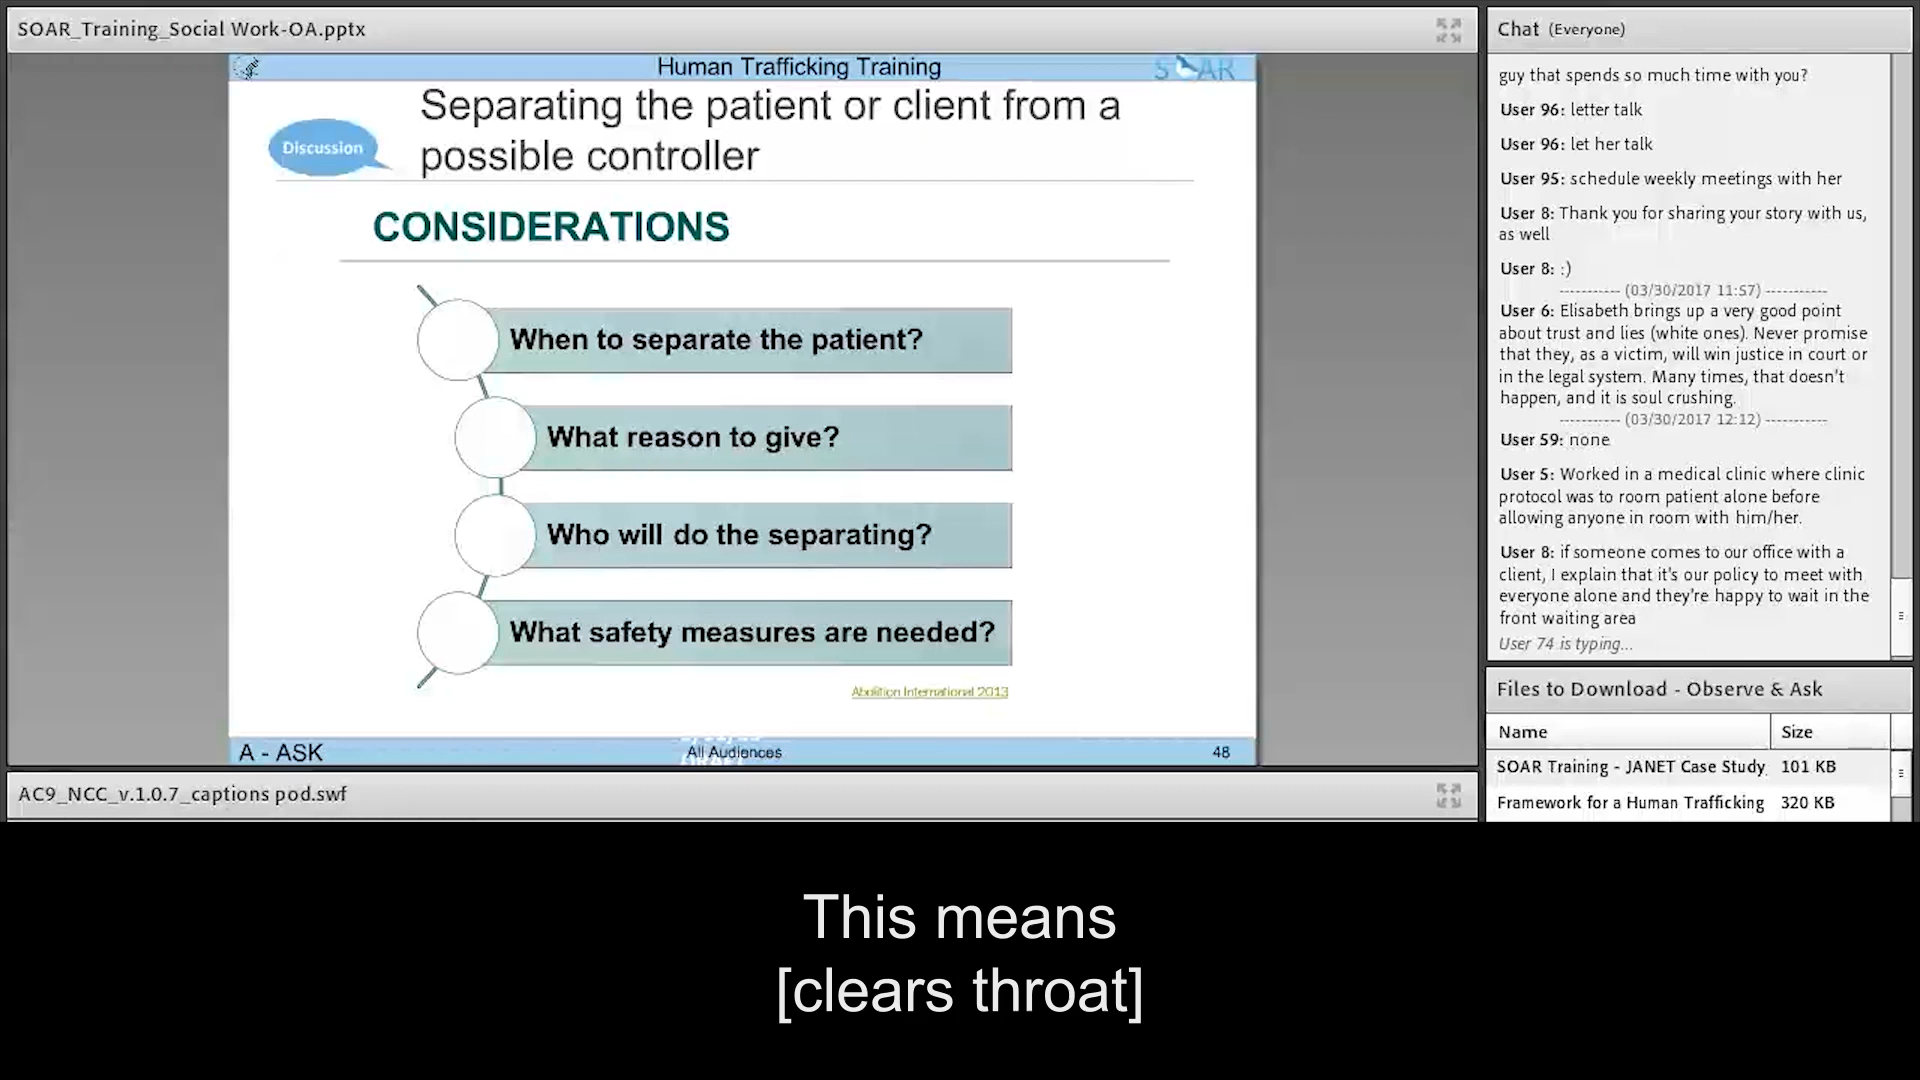 SOAR_Training_Social Work-OA.pptx
Human Trafficking Training
SOAR
Discussion
Separating the patient or client from a
possible controller
CONSIDERATIONS
When to separate the patient?
What reason to give?
Who will do the separating?
What safety measures are needed?
Abolition International 2013
A - ASK
All Audiences
48
AC9_NCC_v.1.0.7_captions pod.swf
This means
[clears throat]
Chat (Everyone)
guy that spends so much time with you?
User 96: letter talk
User 96: let her talk
User 95: schedule weekly meetings with her
User 8: Thank you for sharing your story with us,
as well
User 8: :)
---------- (03/30/2017 11:57) ----------
User 6: Elisabeth brings up a very good point
about trust and lies (white ones). Never promise
that they, as a victim, will win justice in court or
in the legal system. Many times, that doesn't
happen, and it is soul crushing.
---------- (03/30/2017 12:12) ----------
User 59: none
User 5: Worked in a medical clinic where clinic
protocol was to room patient alone before
allowing anyone in room with him/her.
User 8: if someone comes to our office with a
client, I explain that it's our policy to meet with
everyone alone and they're happy to wait in the
front waiting area
User 74 is typing...
Files to Download - Observe & Ask
Name Size
SOAR Training - JANET Case Study 101 KB
Framework for a Human Trafficking 320 KB